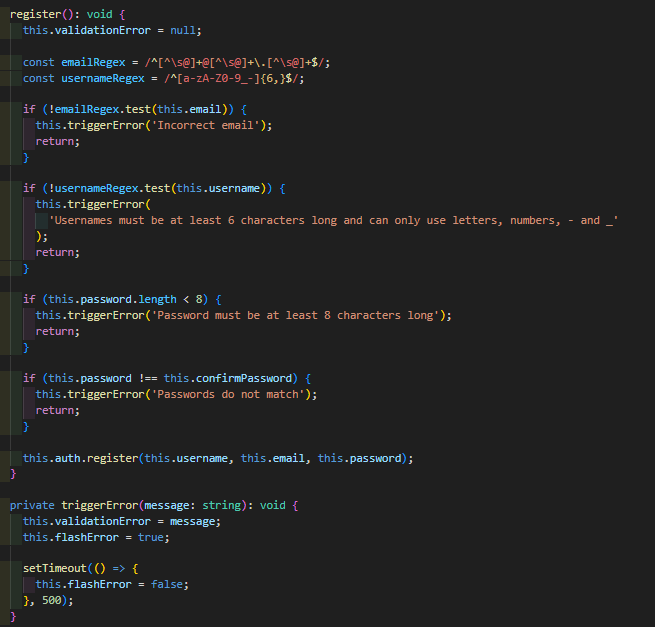 register(): void {
this.validationError = null;
const emailRegex = /^[^\s@]+@[^\s@]+\.[^\s@]+$/;
const usernameRegex = /^[a-zA-Z0-9_-]{6,}$/;
if (!emailRegex.test(this.email)) {
this.triggerError('Incorrect email');
return;
}
if (!usernameRegex.test(this.username)) {
this.triggerError(
'Usernames must be at least 6 characters long and can only use letters, numbers, - and _'
);
return;
}
if (this.password.length < 8) {
this.triggerError('Password must be at least 8 characters long');
return;
}
if (this.password !== this.confirmPassword) {
this.triggerError('Passwords do not match');
return;
}
this.auth.register(this.username, this.email, this.password);
}
private triggerError(message: string): void {
this.validationError = message;
this.flashError = true;
setTimeout(() => {
this.flashError = false;
}, 500);
}